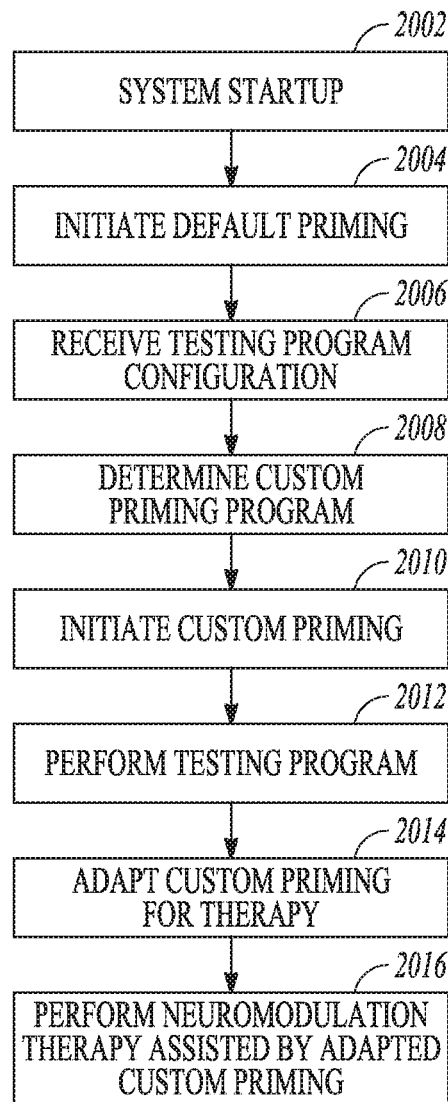 2002
SYSTEM STARTUP
2004
INITIATE DEFAULT PRIMING
2006
RECEIVE TESTING PROGRAM
CONFIGURATION
2008
DETERMINE CUSTOM
PRIMING PROGRAM
2010
INITIATE CUSTOM PRIMING
2012
PERFORM TESTING PROGRAM
2014
ADAPT CUSTOM PRIMING
FOR THERAPY
2016
PERFORM NEUROMODULATION
THERAPY ASSISTED BY ADAPTED
CUSTOM PRIMING